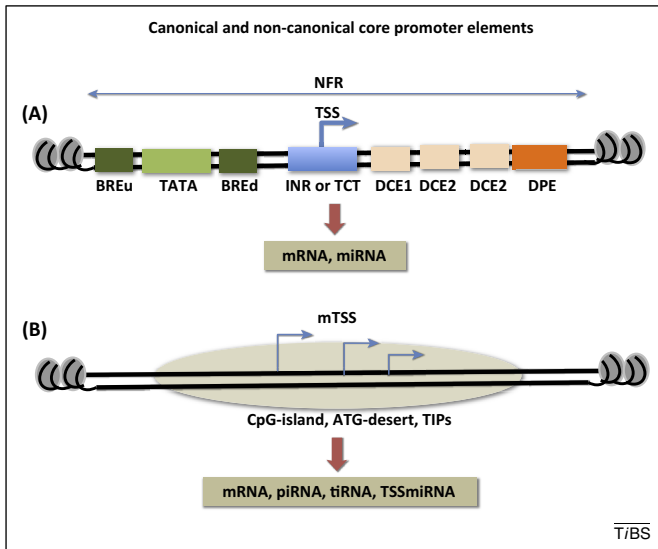 Canonical and non-canonical core promoter elements
NFR
(A)
TSS
BREu TATA BREd INR or TCT DCE1 DCE2 DCE2 DPE
mRNA, miRNA
(B)
mTSS
CpG-island, ATG-desert, TIPs
mRNA, piRNA, tiRNA, TSSmiRNA
TiBS